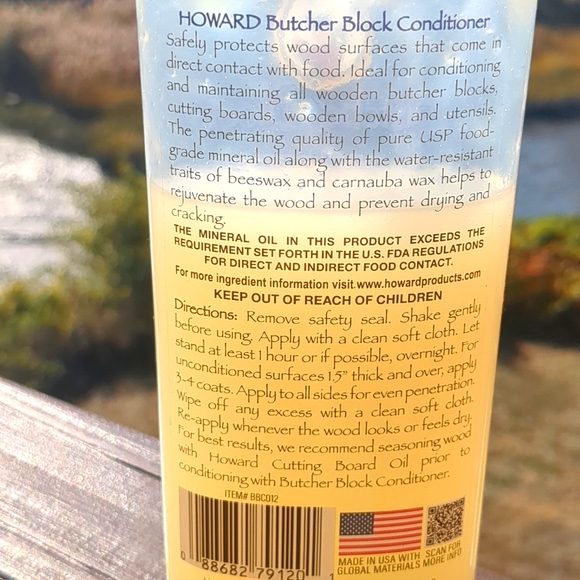 HOWARD Butcher Block Conditioner
Safely protects wood surfaces that come in
direct contact with food. Ideal for conditioning
and maintaining all wooden butcher blocks,
cutting boards, wooden bowls, and utensils.
The penetrating quality of pure USP food-
grade mineral oil along with the water-resistant
traits of beeswax and carnauba wax helps to
rejuvenate the wood and prevent drying and
cracking.
THE MINERAL OIL IN THIS PRODUCT EXCEEDS THE
REQUIREMENT SET FORTH IN THE U.S. FDA REGULATIONS
FOR DIRECT AND INDIRECT FOOD CONTACT.
For more ingredient information visit www.howardproducts.com
KEEP OUT OF REACH OF CHILDREN
Directions: Remove safety seal. Shake gently
before using. Apply with a clean soft cloth. Let
stand at least 1 hour or if possible, overnight. For
unconditioned surfaces 1.5" thick and over, apply
3-4 coats. Apply to all sides for even penetration.
Wipe off any excess with a clean soft cloth.
Re-apply whenever the wood looks or feels dry.
For best results, we recommend seasoning wood
with Howard Cutting Board Oil prior to
conditioning with Butcher Block Conditioner.
ITEM# BBC012
0 88682 79120 1
MADE IN USA WITH
GLOBAL MATERIALS
SCAN FOR
MORE INFO